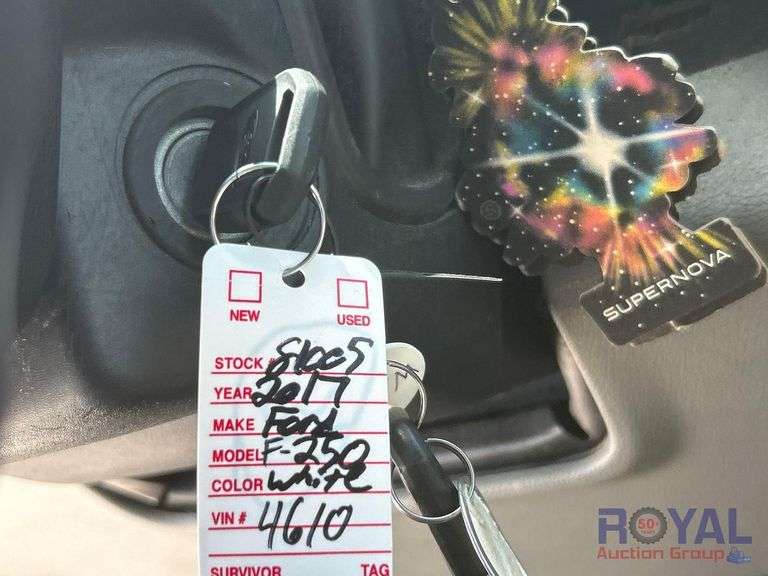 SUPERNOVA
NEW USED
STOCK #
YEAR 2017
MAKE Ford
MODEL F-250
COLOR white
VIN # 4610
SURVIVOR TAG
ROYAL
50+
Auction Group